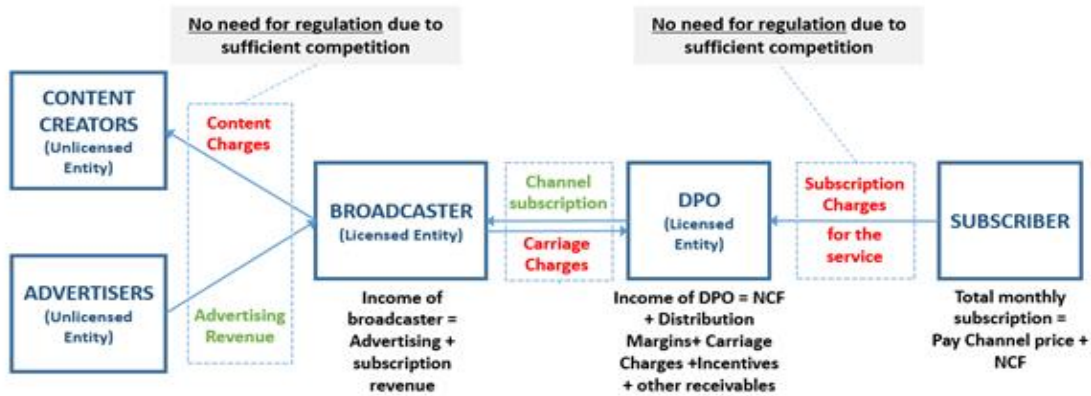 No need for regulation due to
sufficient competition
No need for regulation due to
sufficient competition
CONTENT
CREATORS
(Unlicensed
Entity)
Content
Charges
BROADCASTER
(Licensed Entity)
Channel
subscription
Carriage
Charges
DPO
(Licensed
Entity)
Subscription
Charges
for the
service
SUBSCRIBER
ADVERTISERS
(Unlicensed
Entity)
Advertising
Revenue
Income of
broadcaster =
Advertising +
subscription
revenue
Income of DPO = NCF
+ Distribution
Margins+ Carriage
Charges +Incentives
+ other receivables
Total monthly
subscription =
Pay Channel price +
NCF